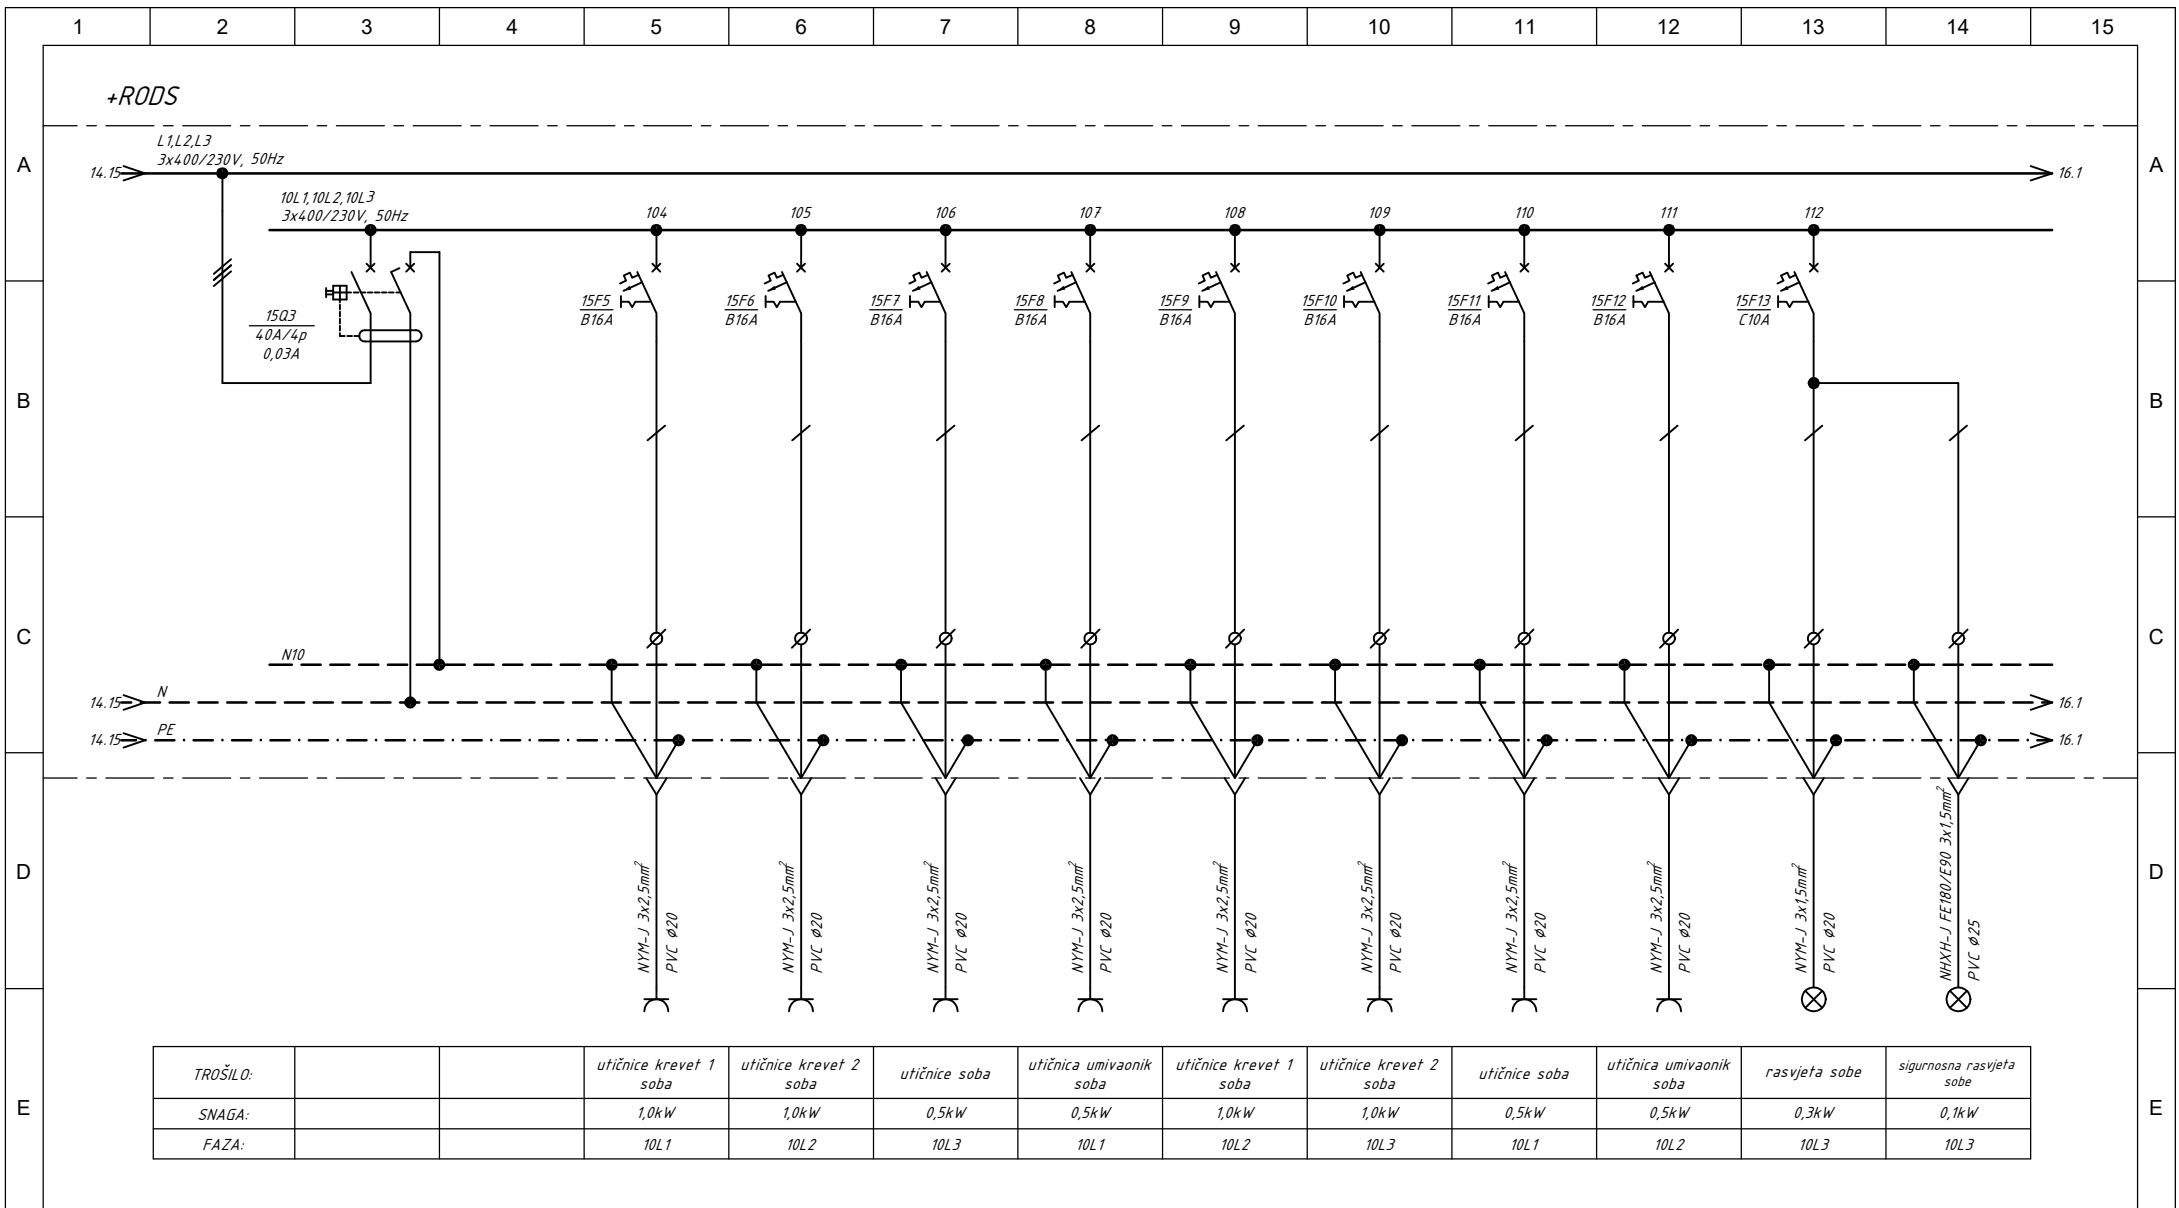 1 2 3 4 5 6 7 8 9 10 11 12 13 14 15
+RODS
L1,L2,L3
3x400/230V, 50Hz
A 14.15 16.1 A
10L1,10L2,10L3
3x400/230V, 50Hz
104 105 106 107 108 109 110 111 112
15Q3
40A/4p
0,03A
15F5 15F6 15F7 15F8 15F9 15F10 15F11 15F12 15F13
B16A B16A B16A B16A B16A B16A B16A B16A C10A
B B
C C
N10
14.15 N 16.1
14.15 PE 16.1
D D
NYM-J 3x2,5mm²
PVC Ø20
NYM-J 3x2,5mm²
PVC Ø20
NYM-J 3x2,5mm²
PVC Ø20
NYM-J 3x2,5mm²
PVC Ø20
NYM-J 3x2,5mm²
PVC Ø20
NYM-J 3x2,5mm²
PVC Ø20
NYM-J 3x2,5mm²
PVC Ø20
NYM-J 3x2,5mm²
PVC Ø20
NYM-J 3x1,5mm²
PVC Ø20
NHXH-J FE180/E90 3x1,5mm²
PVC Ø25
E E
TROŠILO:
utičnice krevet 1
soba
utičnice krevet 2
soba
utičnice soba
utičnica umivaonik
soba
utičnice krevet 1
soba
utičnice krevet 2
soba
utičnice soba
utičnica umivaonik
soba
rasvjeta sobe
sigurnosna rasvjeta
sobe
SNAGA: 1,0kW 1,0kW 0,5kW 0,5kW 1,0kW 1,0kW 0,5kW 0,5kW 0,3kW 0,1kW
FAZA: 10L1 10L2 10L3 10L1 10L2 10L3 10L1 10L2 10L3 10L3